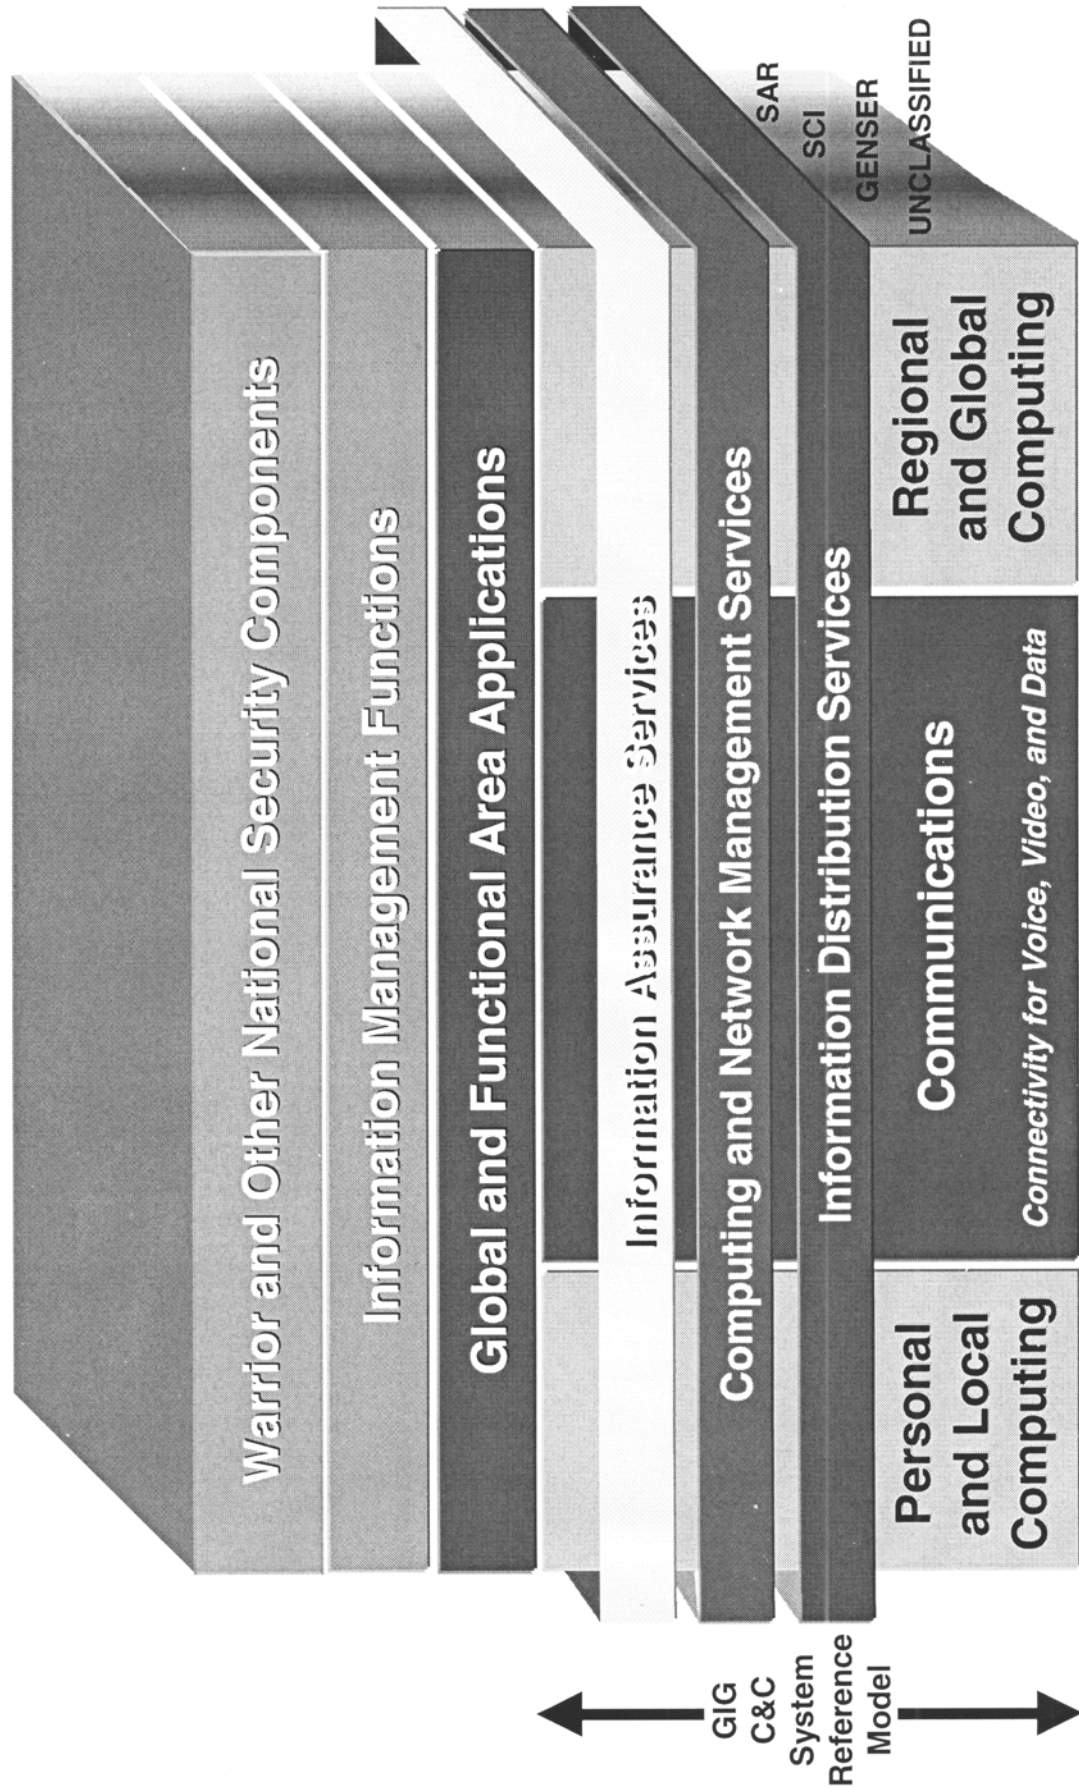 Warrior and Other National Security Components
Information Management Functions
Global and Functional Area Applications
Information Assurance Services
Computing and Network Management Services
Information Distribution Services
GIG
C&C
System
Reference
Model
Personal
and Local
Computing
Communications
Connectivity for Voice, Video, and Data
Regional
and Global
Computing
SAR
SCI
GENSER
UNCLASSIFIED